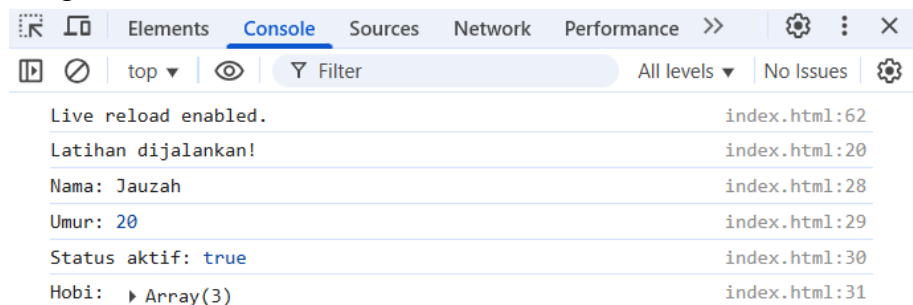 Elements Console Sources Network Performance
top Filter All levels No Issues
Live reload enabled. index.html:62
Latihan dijalankan! index.html:20
Nama: Jauzah index.html:28
Umur: 20 index.html:29
Status aktif: true index.html:30
Hobi: Array(3) index.html:31